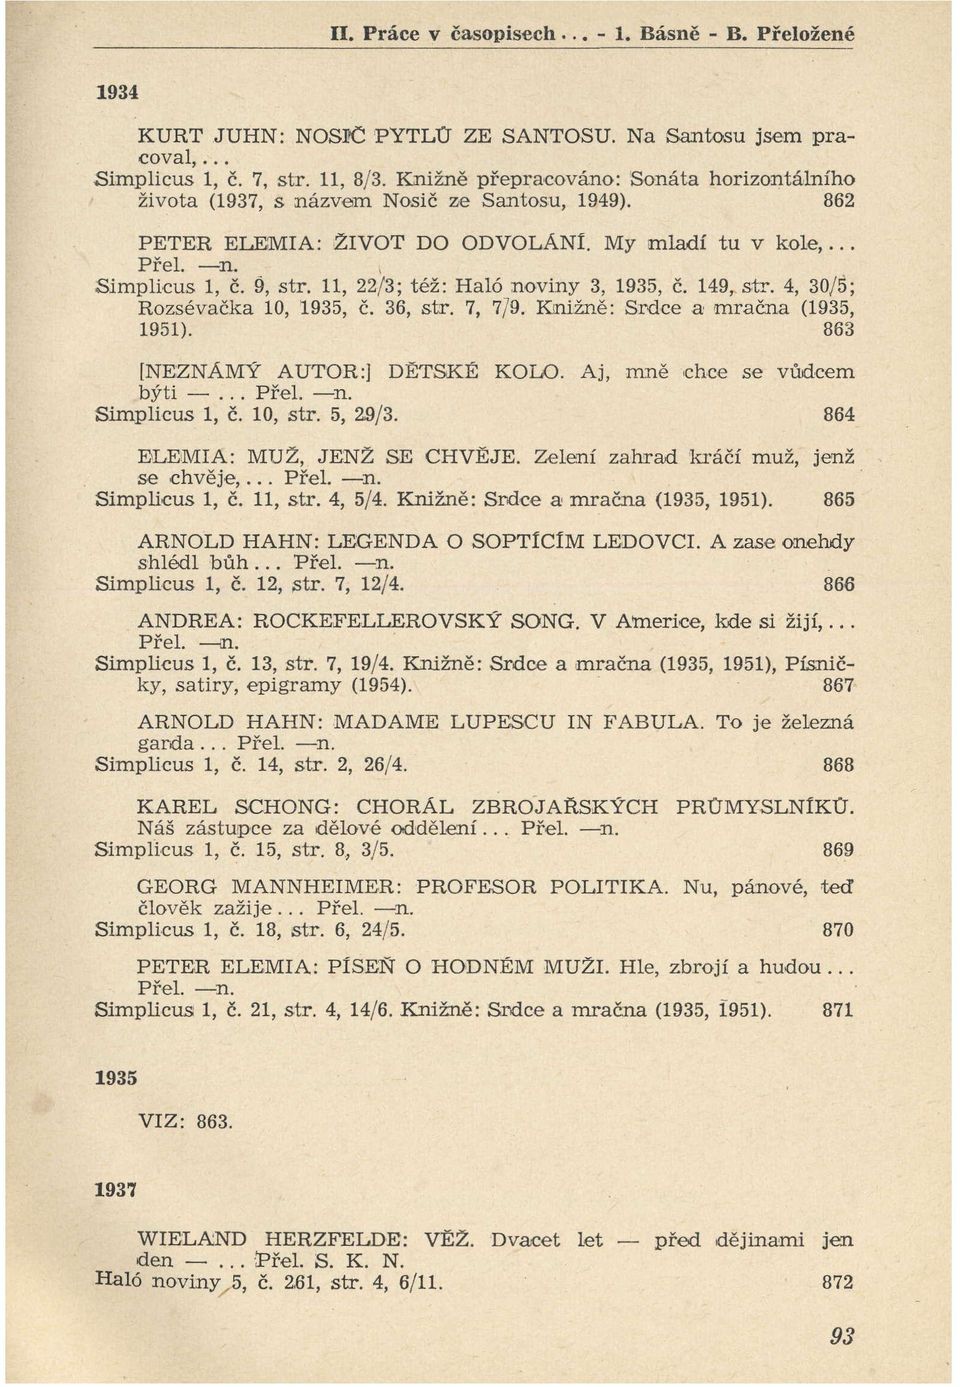 II. Práce v časopisech... - 1. Básně - B. Přeložené
1934
KURT JUHN: NOSIČ PYTLŮ ZE SANTOSU. Na Santosu jsem pra-
coval,...
Simplicus 1, č. 7, str. 11, 8/3. Knižně přepracováno: Sonáta horizontálního
života (1937, s názvem Nosič ze Santosu, 1949). 862
PETER ELEMIA: ŽIVOT DO ODVOLÁNÍ. My mladí tu v kole,...
Přel. —n.
Simplicus 1, č. 9, str. 11, 22/3; též: Haló noviny 3, 1935, č. 149, str. 4, 30/5;
Rozsévačka 10, 1935, č. 36, str. 7, 7/9. Knižně: Srdce a mračna (1935,
1951). 863
[NEZNÁMÝ AUTOR:] DĚTSKÉ KOLO. Aj, mně chce se vůdcem
býti — ... Přel. —n.
Simplicus 1, č. 10, str. 5, 29/3. 864
ELEMIA: MUŽ, JENŽ SE CHVĚJE. Zelení zahrad kráčí muž, jenž
se chvěje,... Přel. —n.
Simplicus 1, č. 11, str. 4, 5/4. Knižně: Srdce a mračna (1935, 1951). 865
ARNOLD HAHN: LEGENDA O SOPTÍCÍM LEDOVCI. A zase onehdy
shlédl bůh... Přel. —n.
Simplicus 1, č. 12, str. 7, 12/4. 866
ANDREA: ROCKEFELLEROVSKÝ SONG. V Americe, kde si žijí,...
Přel. —n.
Simplicus 1, č. 13, str. 7, 19/4. Knižně: Srdce a mračna (1935, 1951), Písnič-
ky, satiry, epigramy (1954). 867
ARNOLD HAHN: MADAME LUPESCU IN FABULA. To je železná
garda... Přel. —n.
Simplicus 1, č. 14, str. 2, 26/4. 868
KAREL SCHONG: CHORÁL ZBROJAŘSKÝCH PRŮMYSLNÍKŮ.
Náš zástupce za dělové oddělení... Přel. —n.
Simplicus 1, č. 15, str. 8, 3/5. 869
GEORG MANNHEIMER: PROFESOR POLITIKA. Nu, pánové, teď
člověk zažije... Přel. —n.
Simplicus 1, č. 18, str. 6, 24/5. 870
PETER ELEMIA: PÍSEŇ O HODNÉM MUŽI. Hle, zbrojí a hudou...
Přel. —n.
Simplicus 1, č. 21, str. 4, 14/6. Knižně: Srdce a mračna (1935, 1951). 871
1935
VIZ: 863.
1937
WIELAND HERZFELDE: VĚŽ. Dvacet let — před dějinami jen
den — ... Přel. S. K. N.
Haló noviny 5, č. 261, str. 4, 6/11. 872
93